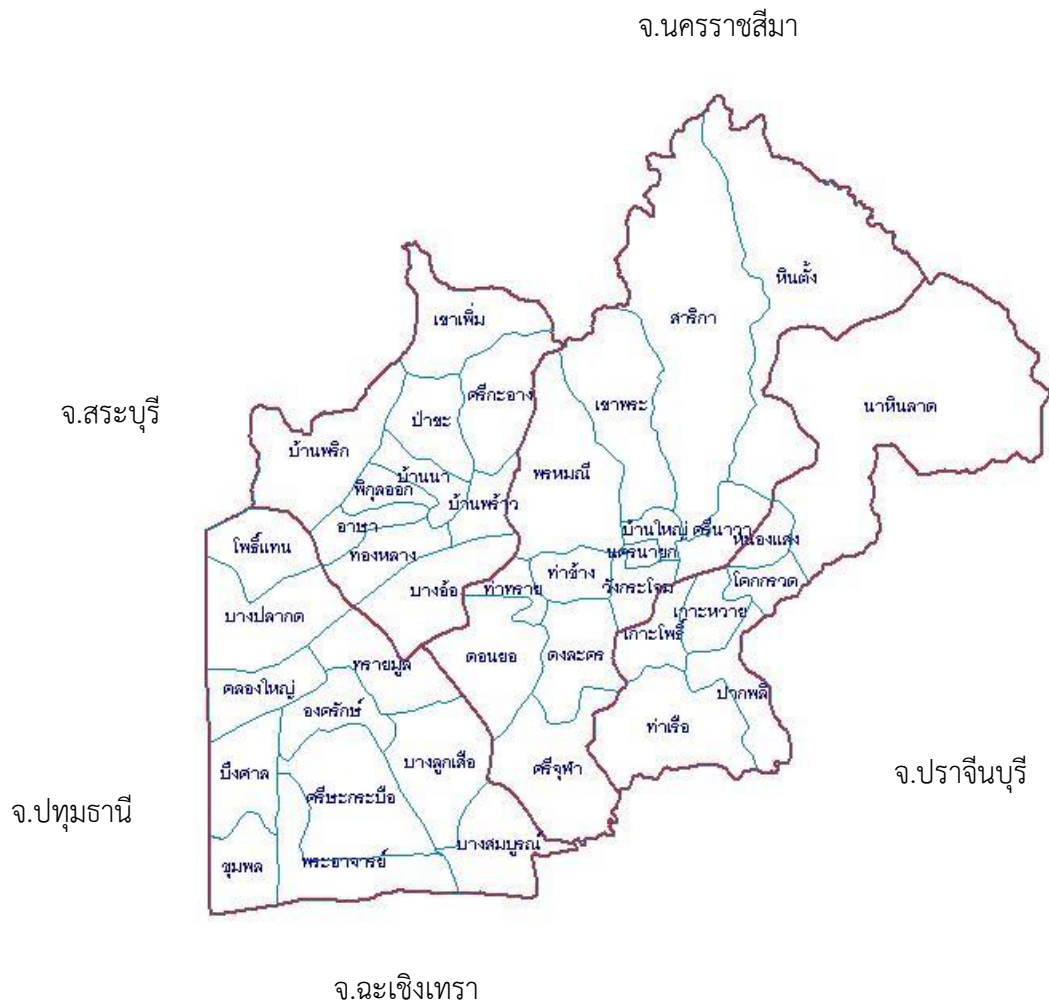 จ.นครราชสีมา
หินตั้ง
สาริกา
เขาเพิ่ม
ศรีกะอาง
เขาพระ
นาหินลาด
จ.สระบุรี
ป่าขะ
บ้านพริก
พรหมณี
บ้านนา
พิกุลออก
บ้านพร้าว
อาษา
บ้านใหญ่
ศรีนาวา
หนองแสง
โพธิ์แทน
ทองหลาง
นครนายก
ท่าช้าง
โคกกรวด
บางอ้อ
ท่าทราย
วังกระโจม
บางปลากด
เกาะหวาย
เกาะโพธิ์
ทรายมูล
ดอนยอ
ดงละคร
คลองใหญ่
ปากพลี
องครักษ์
ท่าเรือ
บางลูกเสือ
ศรีจุฬา
บึงศาล
จ.ปราจีนบุรี
ศรีษะกระบือ
จ.ปทุมธานี
บางสมบูรณ์
ชุมพล
พระอาจารย์
จ.ฉะเชิงเทรา